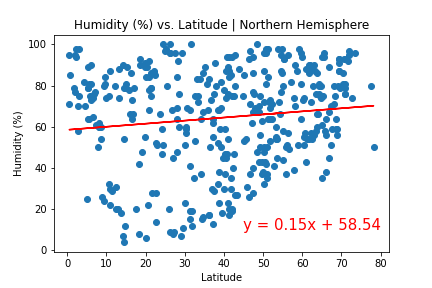 Humidity (%) vs. Latitude | Northern Hemisphere
100
80
60
40
20
0
Humidity (%)
y = 0.15x + 58.54
0 10 20 30 40 50 60 70 80
Latitude